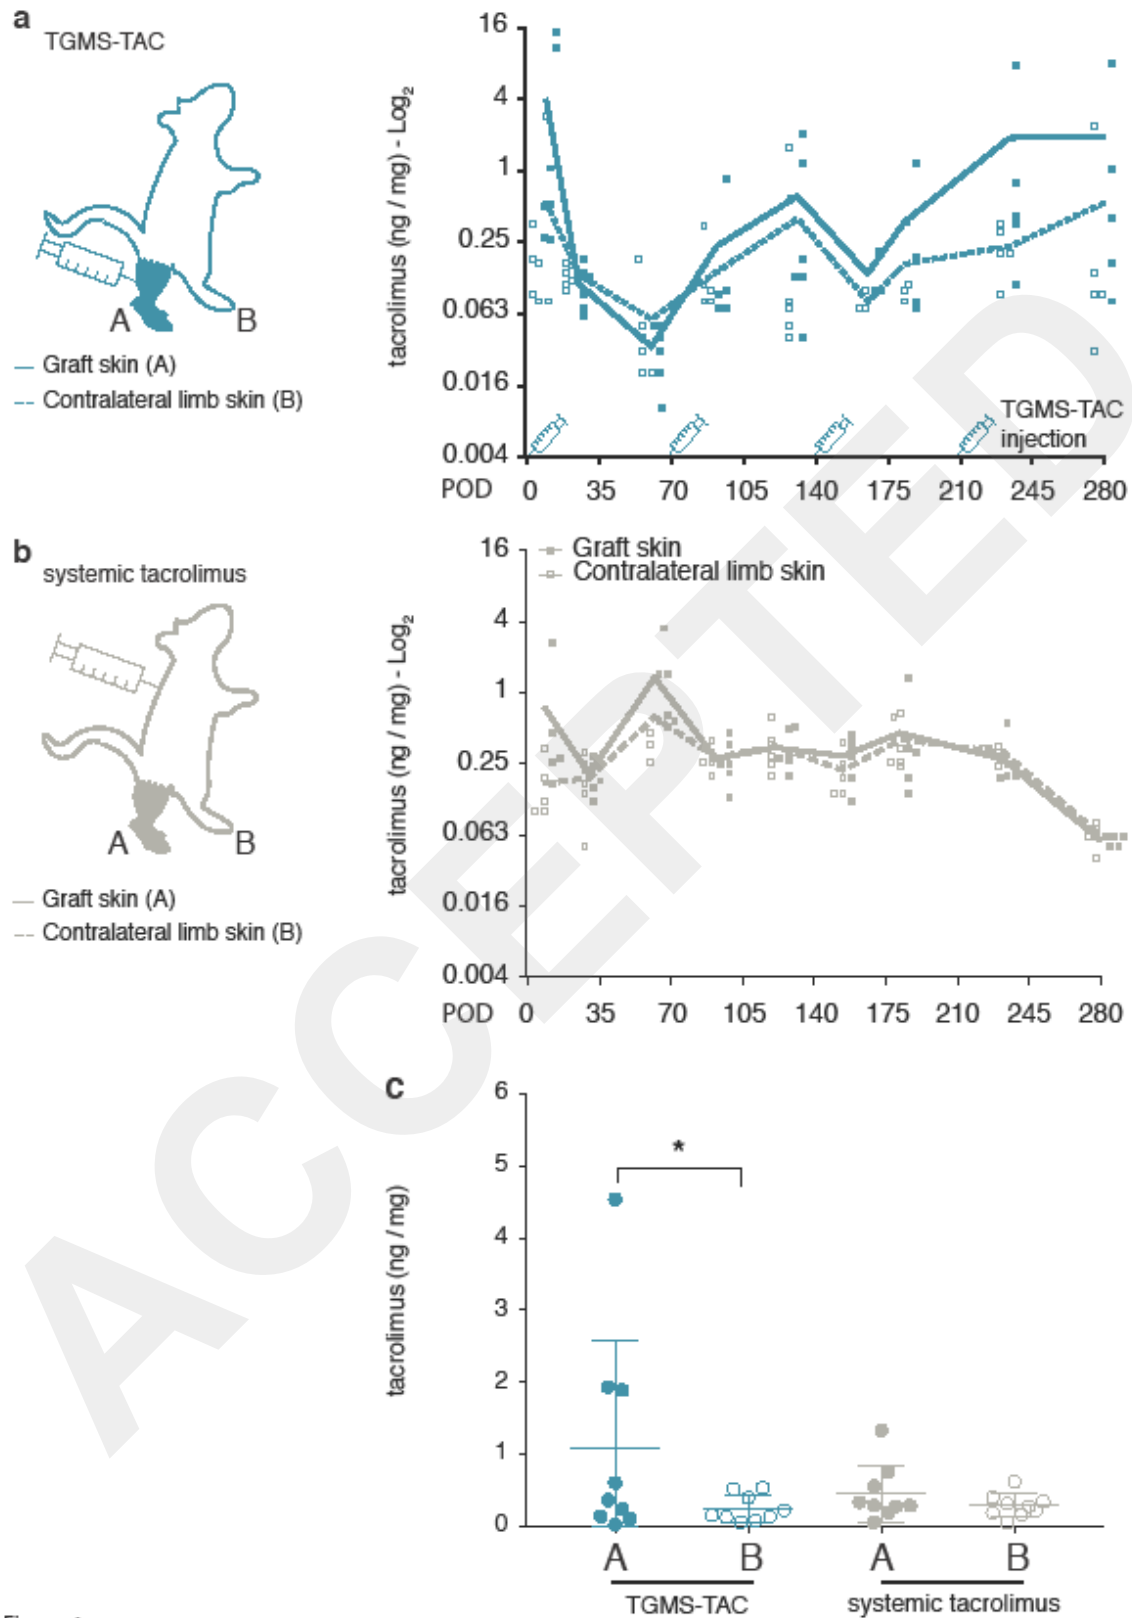 a
TGMS-TAC
A
B
Graft skin (A)
Contralateral limb skin (B)
tacrolimus (ng / mg) - Log2
16
4
1
0.25
0.063
0.016
0.004
TGMS-TAC
injection
POD 0 35 70 105 140 175 210 245 280
b
systemic tacrolimus
A
B
Graft skin (A)
Contralateral limb skin (B)
Graft skin
Contralateral limb skin
tacrolimus (ng / mg) - Log2
16
4
1
0.25
0.063
0.016
0.004
POD 0 35 70 105 140 175 210 245 280
c
tacrolimus (ng / mg)
6
5
4
3
2
1
0
*
A B A B
TGMS-TAC systemic tacrolimus
ACCEPTED